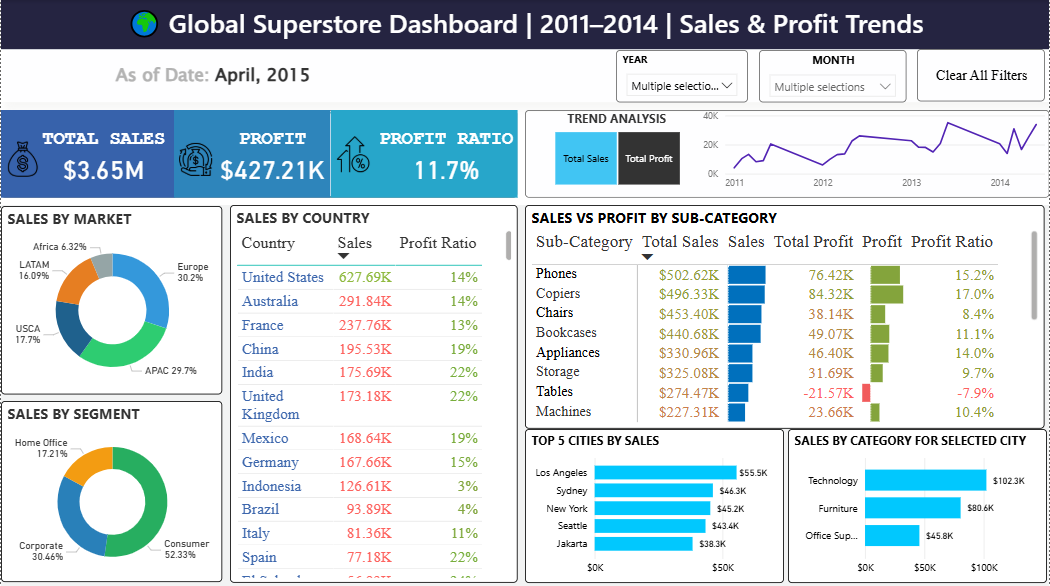 Global Superstore Dashboard | 2011–2014 | Sales & Profit Trends
As of Date: April, 2015
YEAR
Multiple selectio...
MONTH
Multiple selections
Clear All Filters
TOTAL SALES
$3.65M
PROFIT
$427.21K
PROFIT RATIO
11.7%
TREND ANALYSIS
Total Sales
Total Profit
40K
20K
0K
2011 2012 2013 2014
SALES BY MARKET
Africa 6.32%
LATAM
16.09%
Europe
30.2%
USCA
17.7%
APAC 29.7%
SALES BY SEGMENT
Home Office
17.21%
Corporate
30.46%
Consumer
52.33%
SALES BY COUNTRY
Country Sales Profit Ratio
United States 627.69K 14%
Australia 291.84K 14%
France 237.76K 13%
China 195.53K 19%
India 175.69K 22%
United 173.18K 22%
Kingdom
Mexico 168.64K 19%
Germany 167.66K 15%
Indonesia 126.61K 3%
Brazil 93.89K 4%
Italy 81.36K 11%
Spain 77.18K 22%
SALES VS PROFIT BY SUB-CATEGORY
Sub-Category Total Sales Sales Total Profit Profit Profit Ratio
Phones $502.62K 76.42K 15.2%
Copiers $496.33K 84.32K 17.0%
Chairs $453.40K 38.14K 8.4%
Bookcases $440.68K 49.07K 11.1%
Appliances $330.96K 46.40K 14.0%
Storage $325.08K 31.69K 9.7%
Tables $274.47K -21.57K -7.9%
Machines $227.31K 23.66K 10.4%
TOP 5 CITIES BY SALES
Los Angeles $55.5K
Sydney $46.3K
New York $45.2K
Seattle $43.4K
Jakarta $38.3K
$0K $50K
SALES BY CATEGORY FOR SELECTED CITY
Technology $102.3K
Furniture $80.6K
Office Sup... $45.8K
$0K $50K $100K